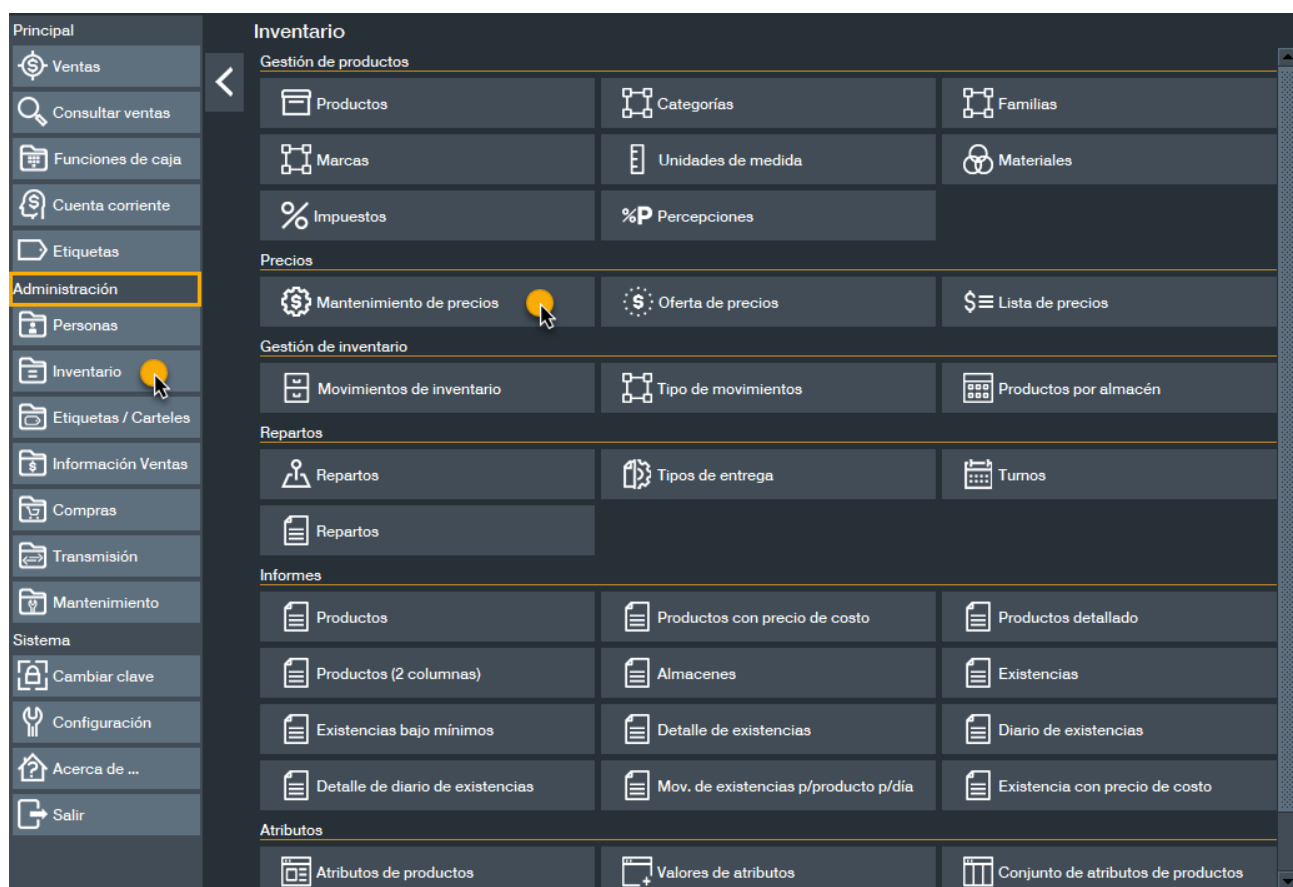 Principal
Ventas
Consultar ventas
Funciones de caja
Cuenta corriente
Etiquetas
Administración
Personas
Inventario
Etiquetas / Carteles
Información Ventas
Compras
Transmisión
Mantenimiento
Sistema
Cambiar clave
Configuración
Acerca de ...
Salir
Inventario
Gestión de productos
Productos
Categorías
Familias
Marcas
Unidades de medida
Materiales
% Impuestos
%P Percepciones
Precios
Mantenimiento de precios
Oferta de precios
Lista de precios
Gestión de inventario
Movimientos de inventario
Tipo de movimientos
Productos por almacén
Repartos
Repartos
Tipos de entrega
Turnos
Repartos
Informes
Productos
Productos con precio de costo
Productos detallado
Productos (2 columnas)
Almacenes
Existencias
Existencias bajo mínimos
Detalle de existencias
Diario de existencias
Detalle de diario de existencias
Mov. de existencias p/producto p/día
Existencia con precio de costo
Atributos
Atributos de productos
Valores de atributos
Conjunto de atributos de productos